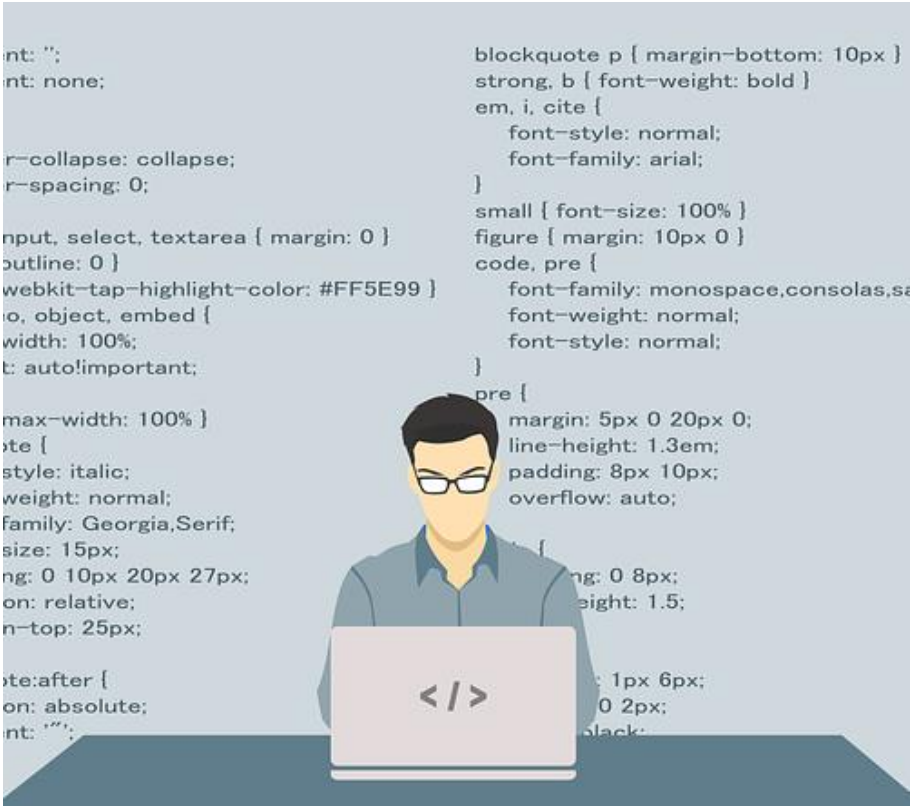 nt: '';
nt: none;
r-collapse: collapse;
r-spacing: 0;
nput, select, textarea { margin: 0 }
outline: 0 }
webkit-tap-highlight-color: #FF5E99 }
o, object, embed {
width: 100%;
t: auto!important;
max-width: 100% }
te {
style: italic;
weight: normal;
family: Georgia,Serif;
size: 15px;
ng: 0 10px 20px 27px;
on: relative;
n-top: 25px;
te:after {
on: absolute;
nt: '"';
blockquote p { margin-bottom: 10px }
strong, b { font-weight: bold }
em, i, cite {
font-style: normal;
font-family: arial;
}
small { font-size: 100% }
figure { margin: 10px 0 }
code, pre {
font-family: monospace,consolas,sa
font-weight: normal;
font-style: normal;
}
pre {
margin: 5px 0 20px 0;
line-height: 1.3em;
padding: 8px 10px;
overflow: auto;
{
ng: 0 8px;
eight: 1.5;
: 1px 6px;
0 2px;
black;
</>